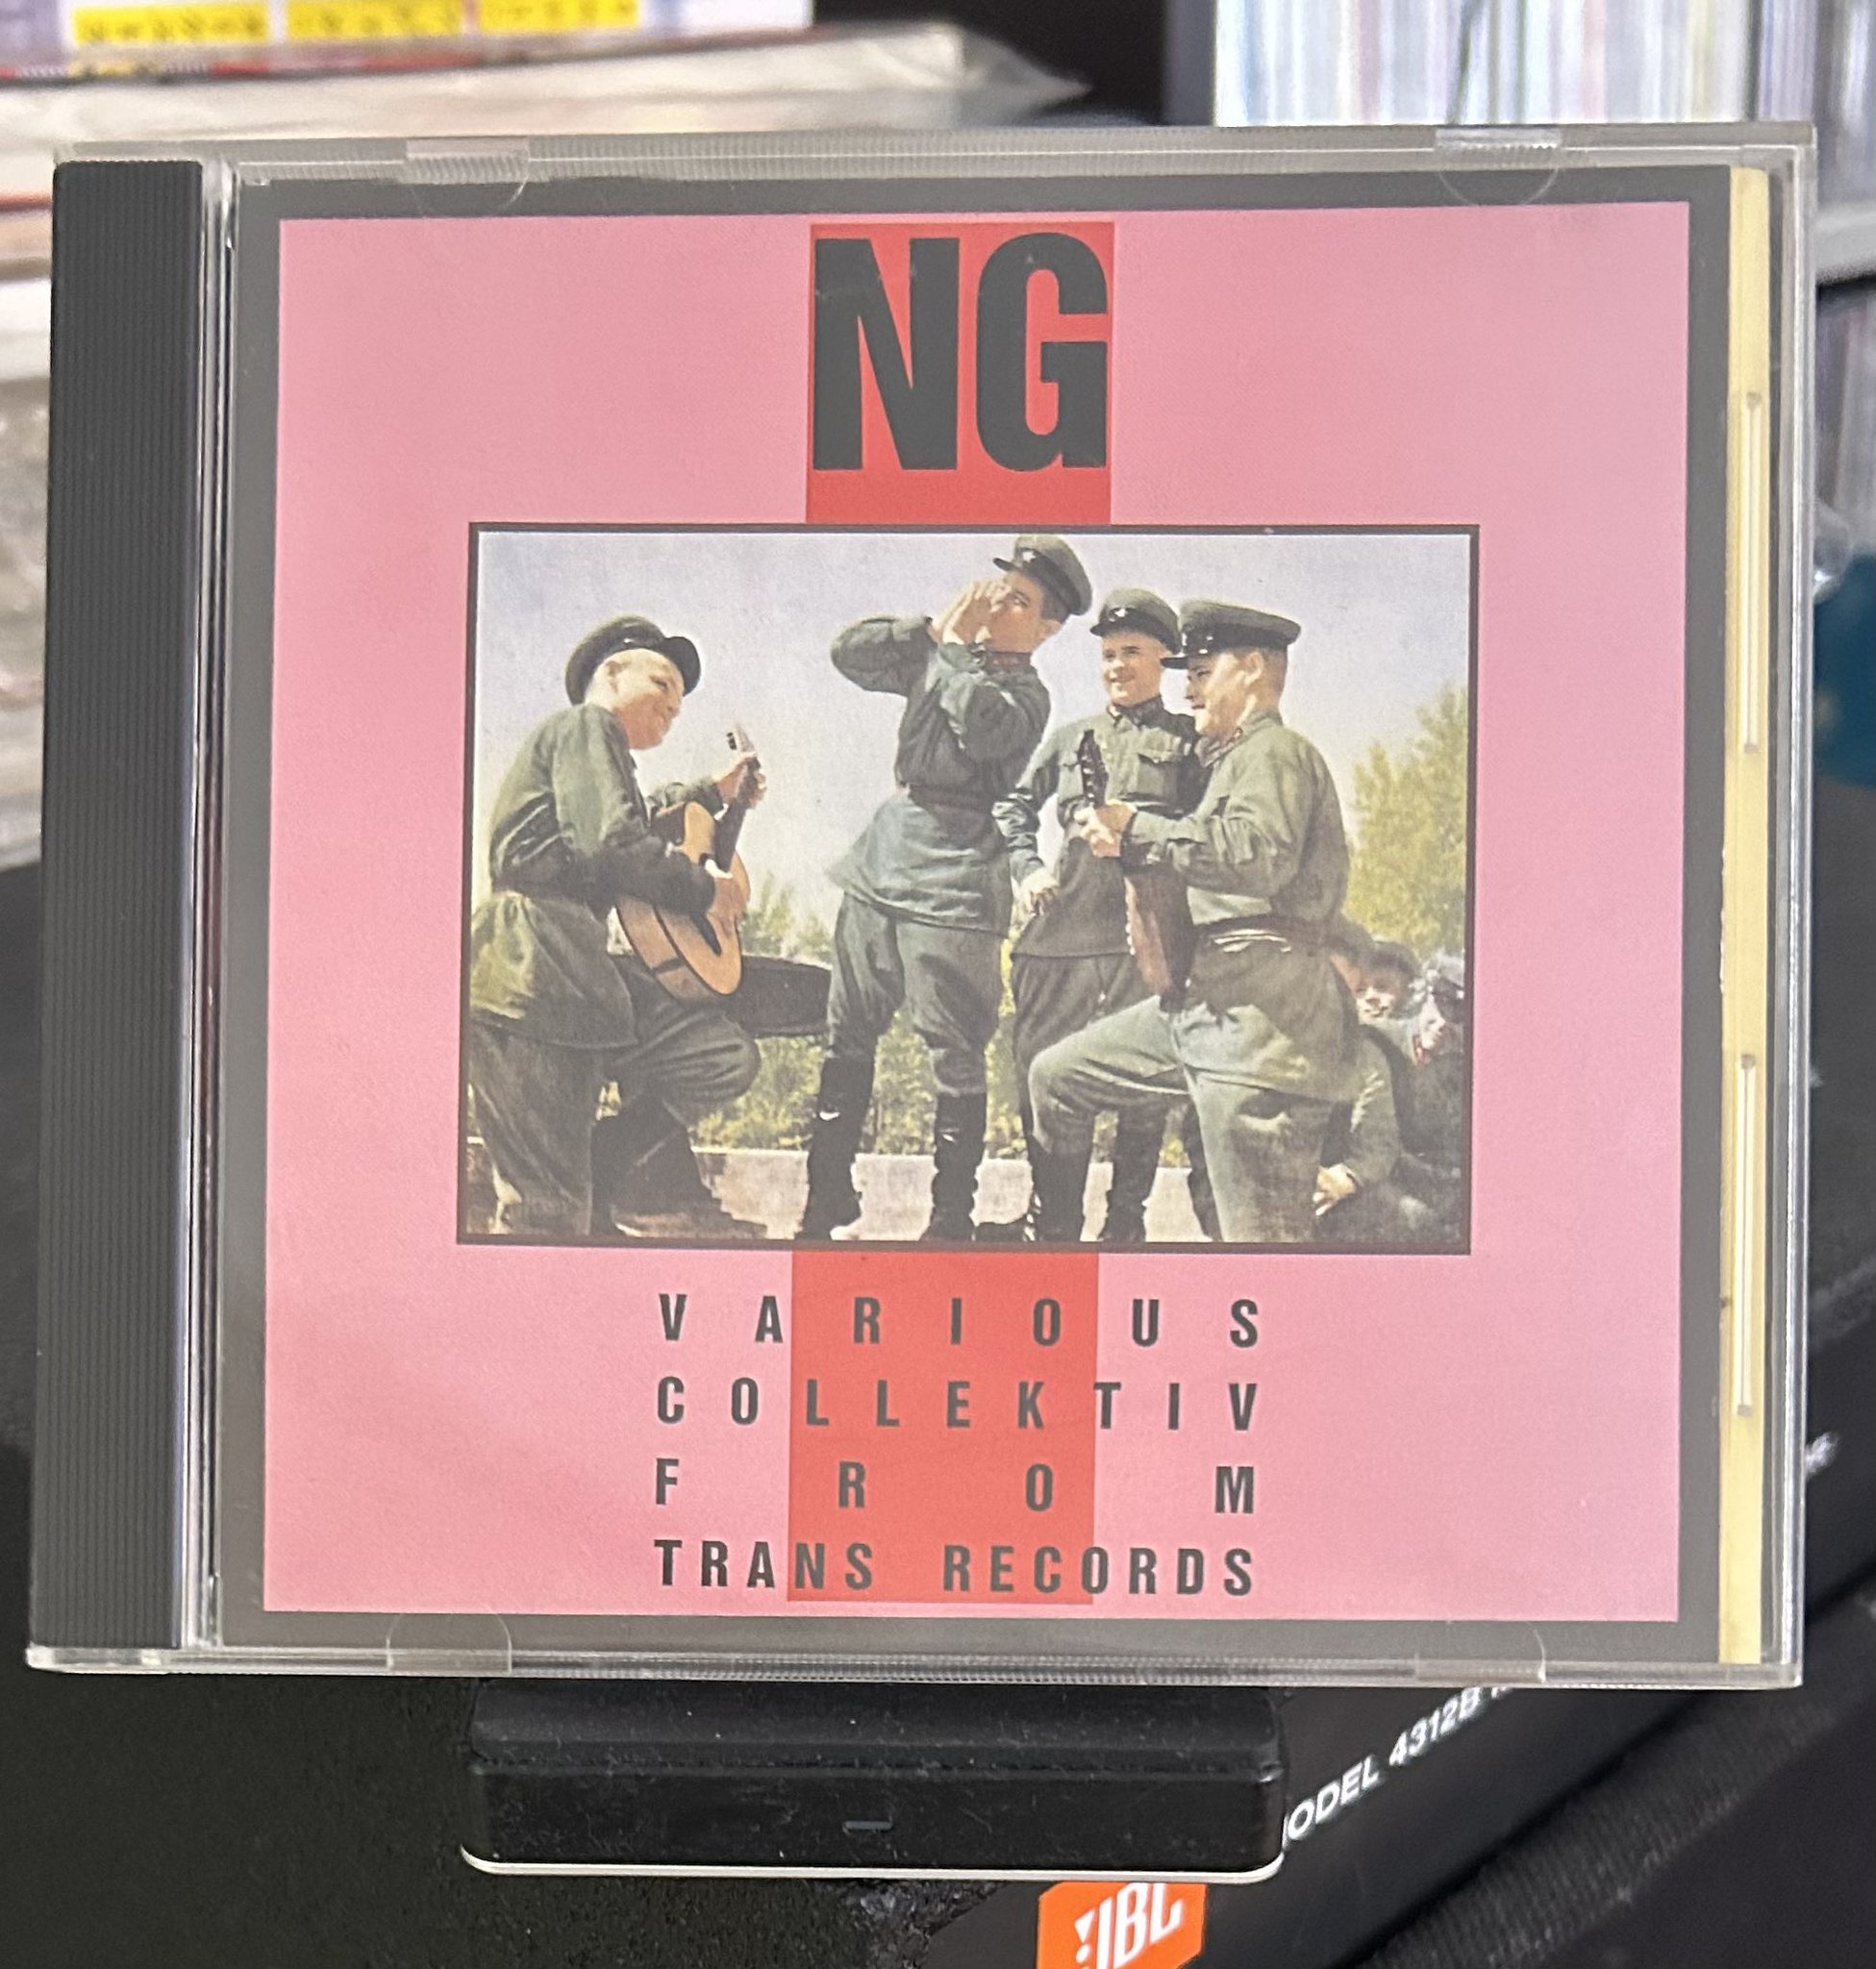 NG
VARIOUS
COLLEKTIV
FROM
TRANS RECORDS
MODEL 4312B
JBL